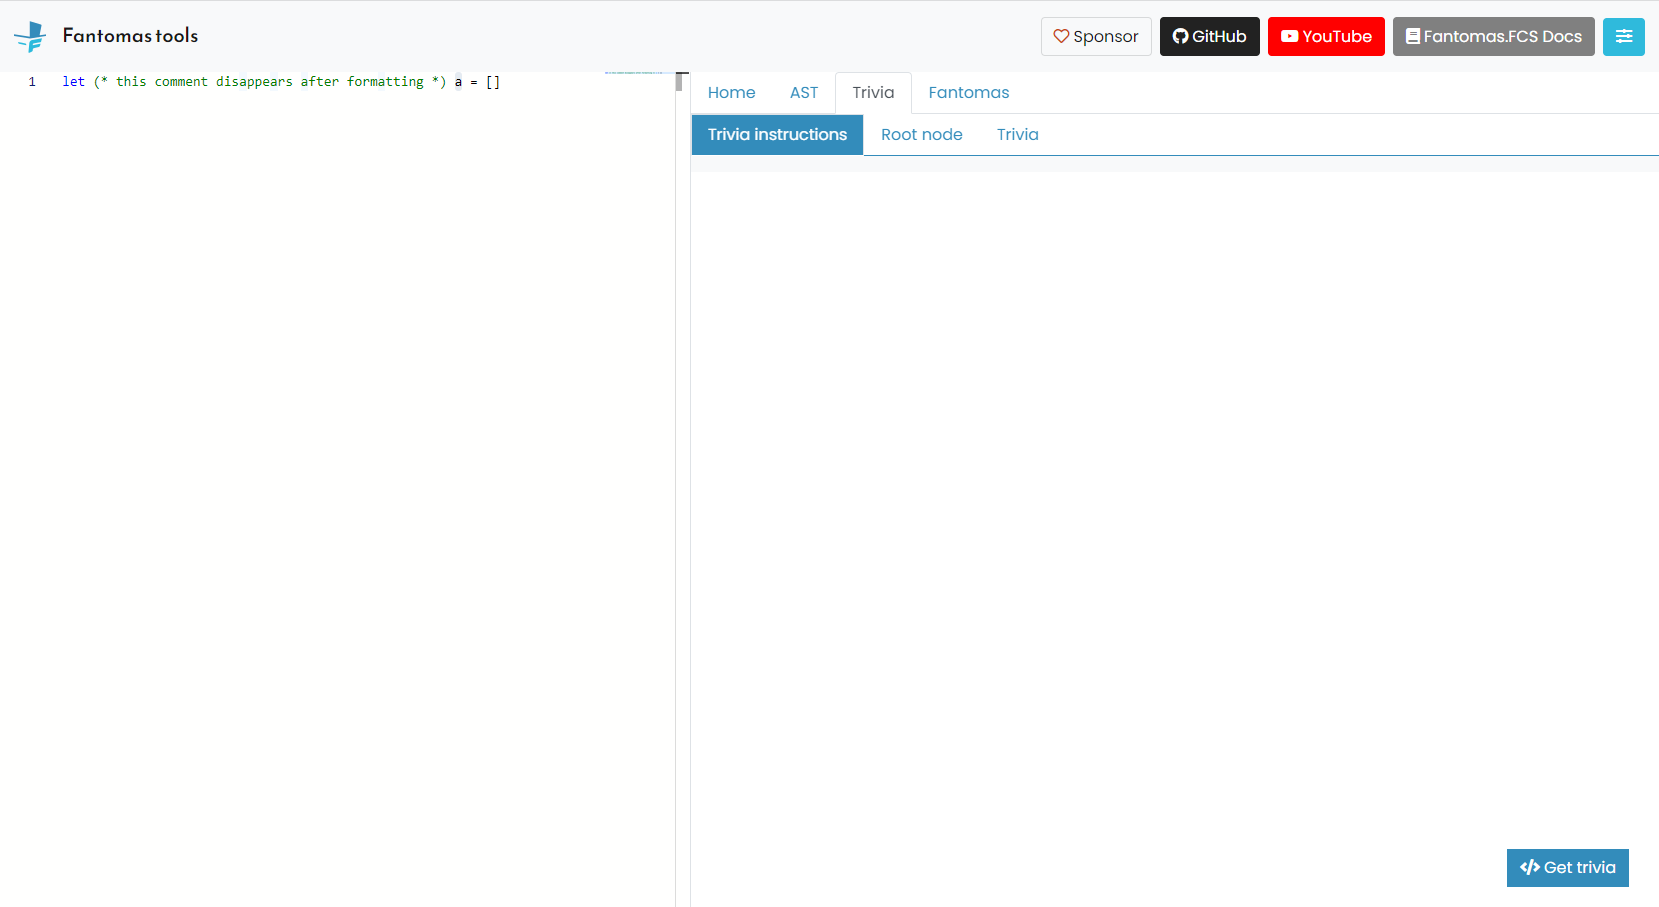 Fantomas tools
Sponsor GitHub YouTube Fantomas.FCS Docs
1 let (* this comment disappears after formatting *) a = []
Home AST Trivia Fantomas
Trivia instructions Root node Trivia
Get trivia